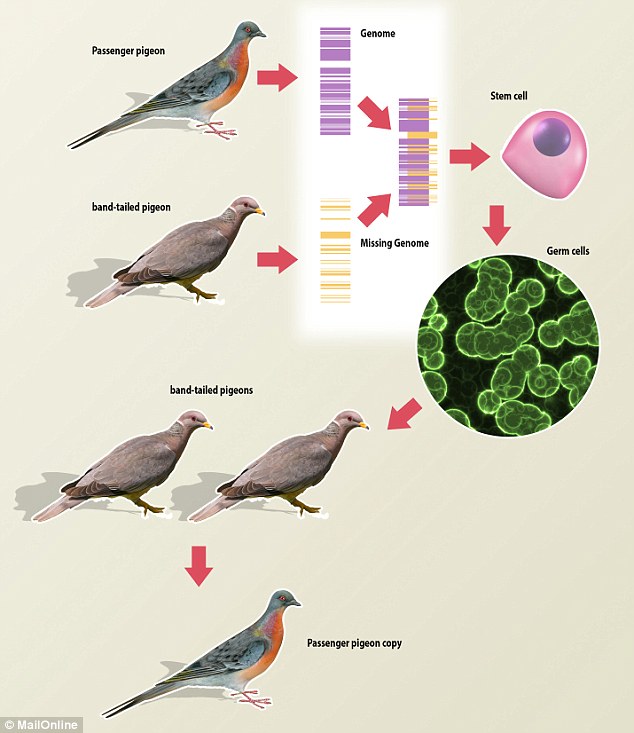 Passenger pigeon
Genome
Stem cell
band-tailed pigeon
Missing Genome
Germ cells
band-tailed pigeons
Passenger pigeon copy
© MailOnline